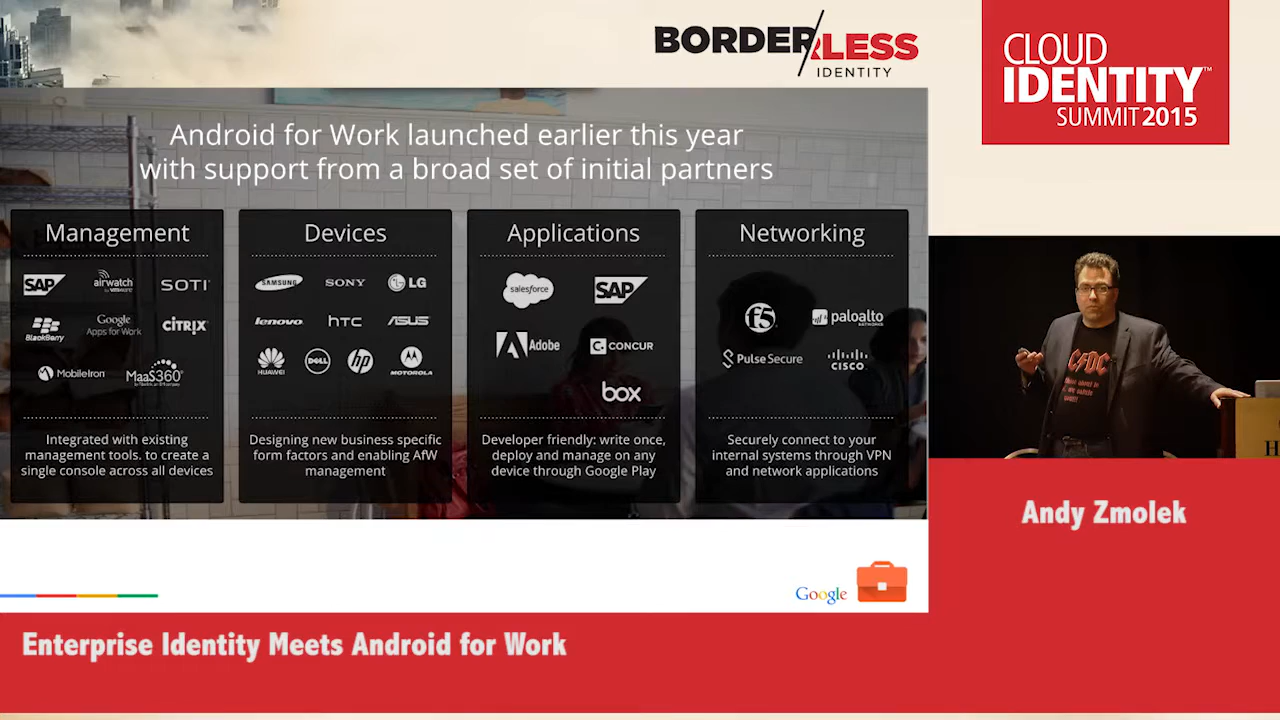 BORDERLESS
IDENTITY
CLOUD
IDENTITY™
SUMMIT 2015
Android for Work launched earlier this year
with support from a broad set of initial partners
Management
SAP airwatch SOTI
by vmware
BlackBerry Google Apps for Work CITRIX
MobileIron MaaS360
Integrated with existing
management tools. to create a
single console across all devices
Devices
SAMSUNG SONY LG
lenovo hTC ASUS
HUAWEI DELL hp MOTOROLA
Designing new business specific
form factors and enabling AfW
management
Applications
salesforce SAP
Adobe CONCUR
box
Developer friendly: write once,
deploy and manage on any
device through Google Play
Networking
f5 paloalto
NETWORKS
Pulse Secure CISCO
Securely connect to your
internal systems through VPN
and network applications
Google
Andy Zmolek
Enterprise Identity Meets Android for Work